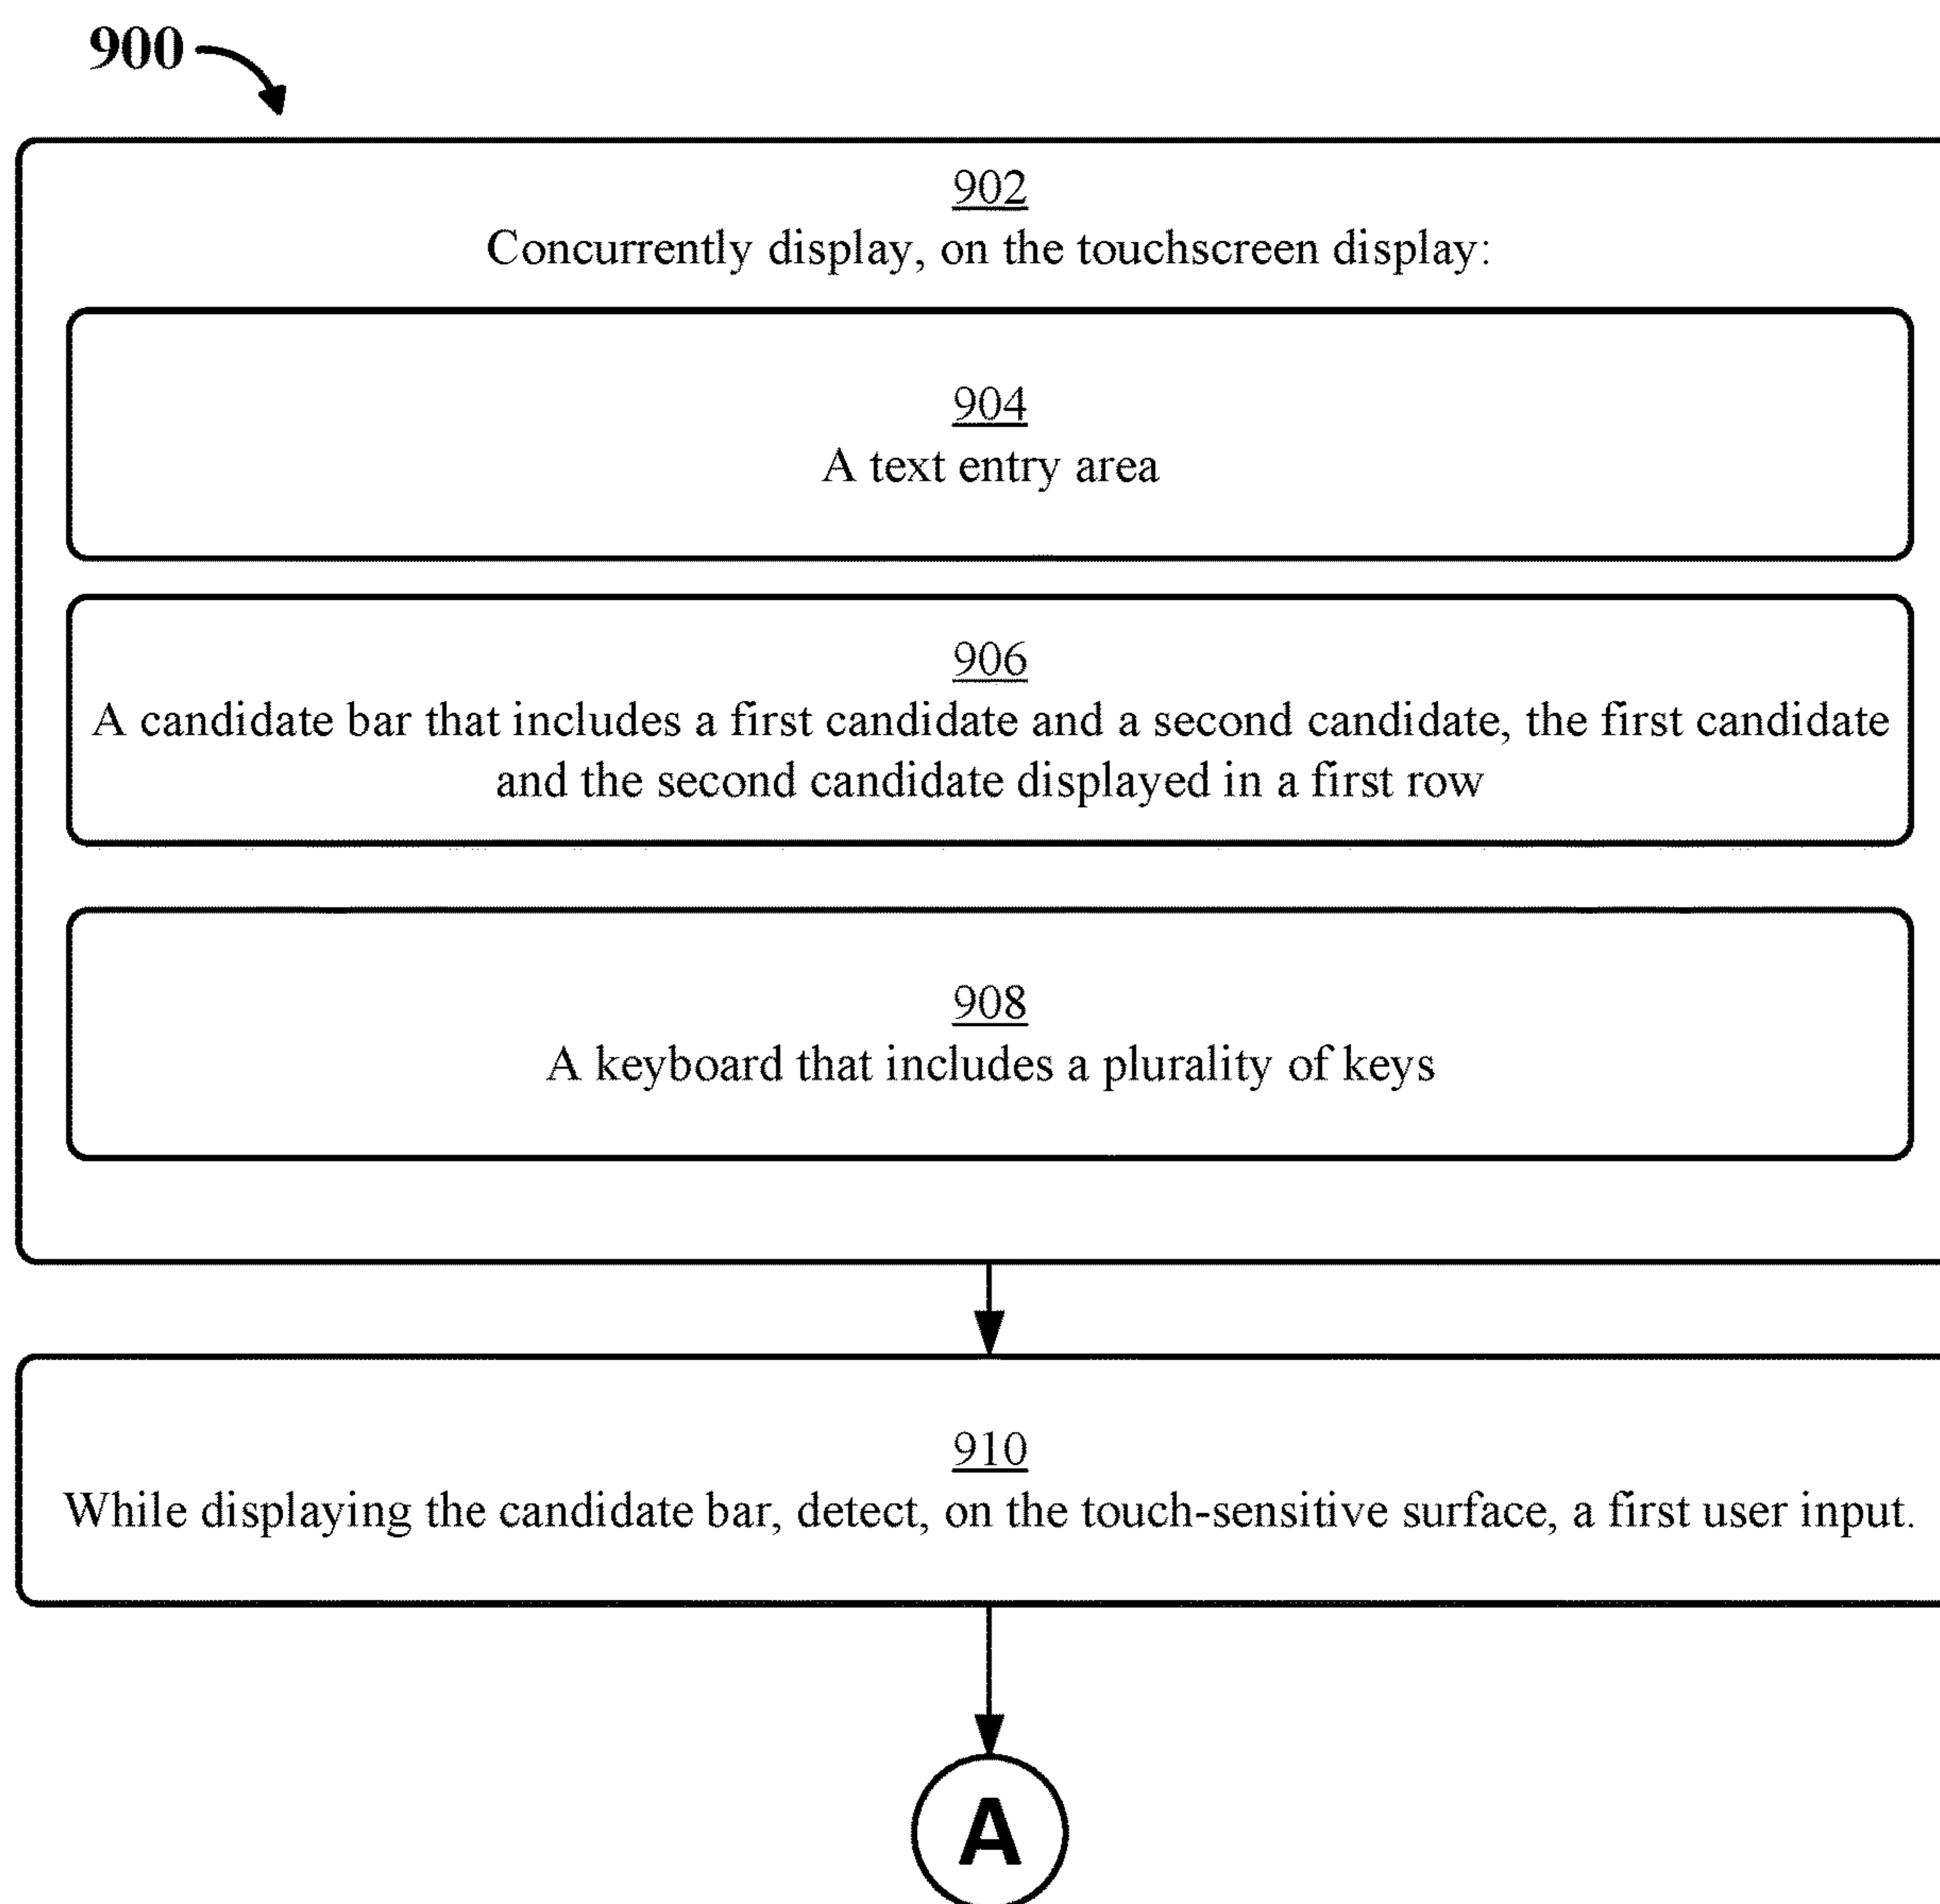 900
902
Concurrently display, on the touchscreen display:
904
A text entry area
906
A candidate bar that includes a first candidate and a second candidate, the first candidate
and the second candidate displayed in a first row
908
A keyboard that includes a plurality of keys
910
While displaying the candidate bar, detect, on the touch-sensitive surface, a first user input.
A